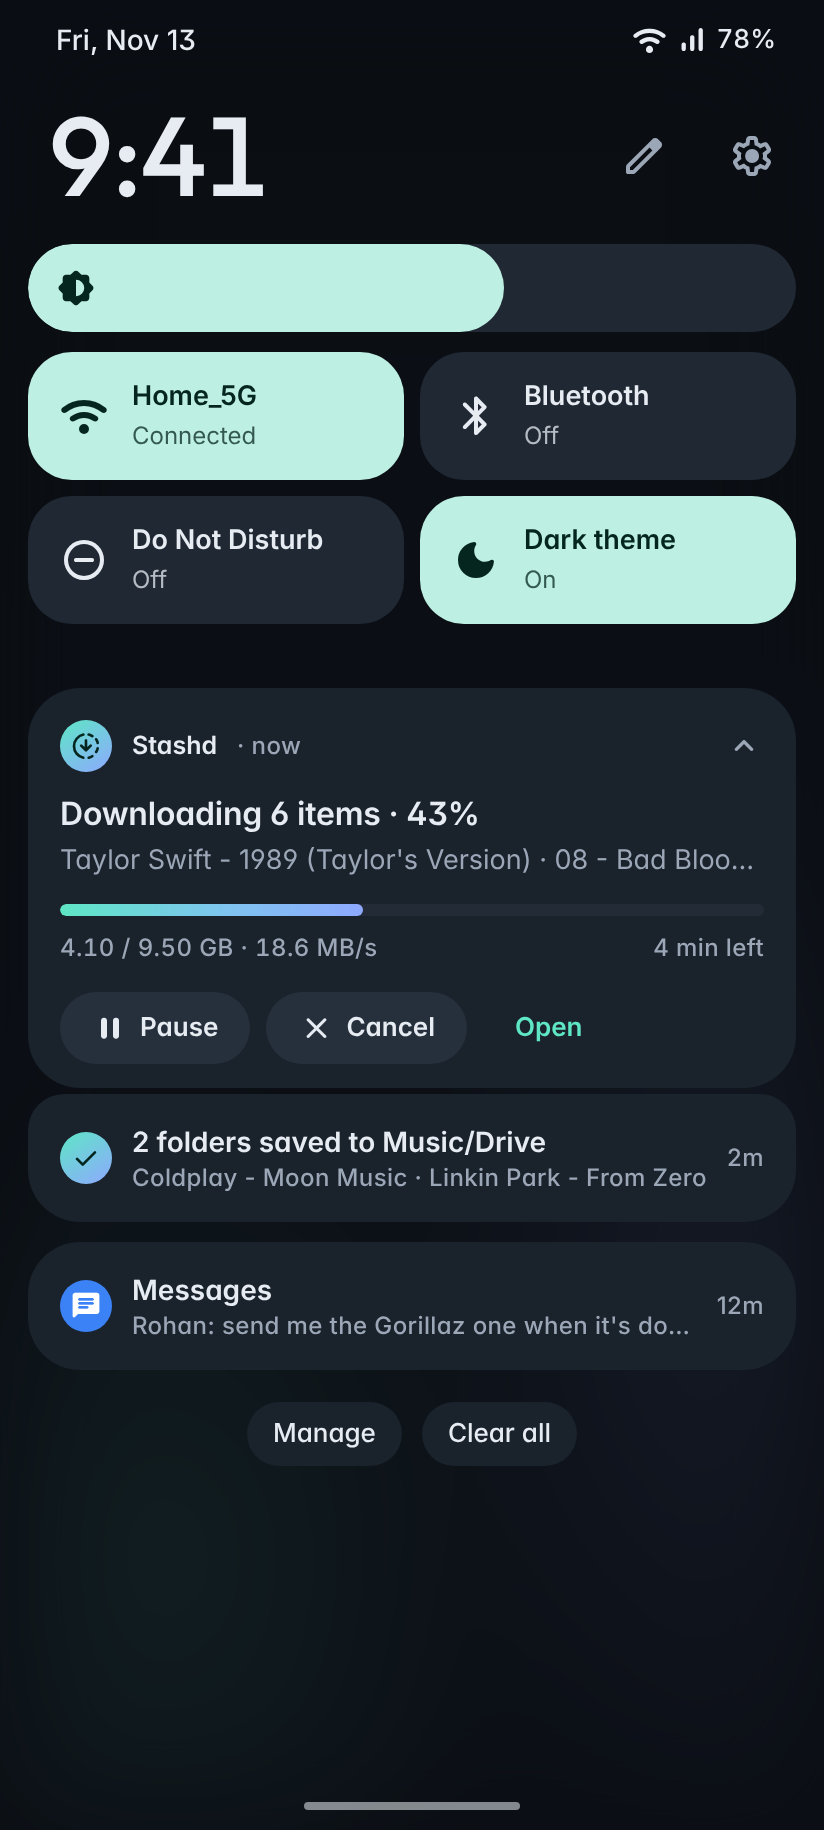 Fri, Nov 13
78%
9:41
Home_5G
Connected
Bluetooth
Off
Do Not Disturb
Off
Dark theme
On
Stashd · now
Downloading 6 items · 43%
Taylor Swift - 1989 (Taylor's Version) · 08 - Bad Bloo...
4.10 / 9.50 GB · 18.6 MB/s
4 min left
Pause
Cancel
Open
2 folders saved to Music/Drive
2m
Coldplay - Moon Music · Linkin Park - From Zero
Messages
12m
Rohan: send me the Gorillaz one when it's do...
Manage
Clear all